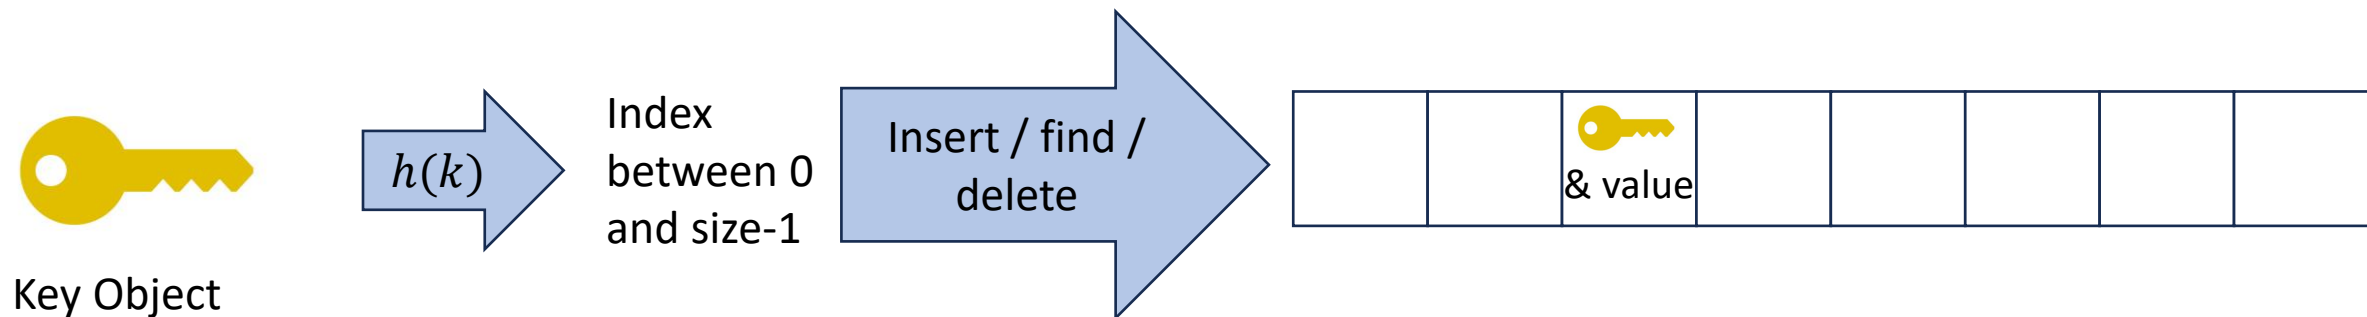 Key Object
h(k)
Index
between 0
and size-1
Insert / find /
delete
& value